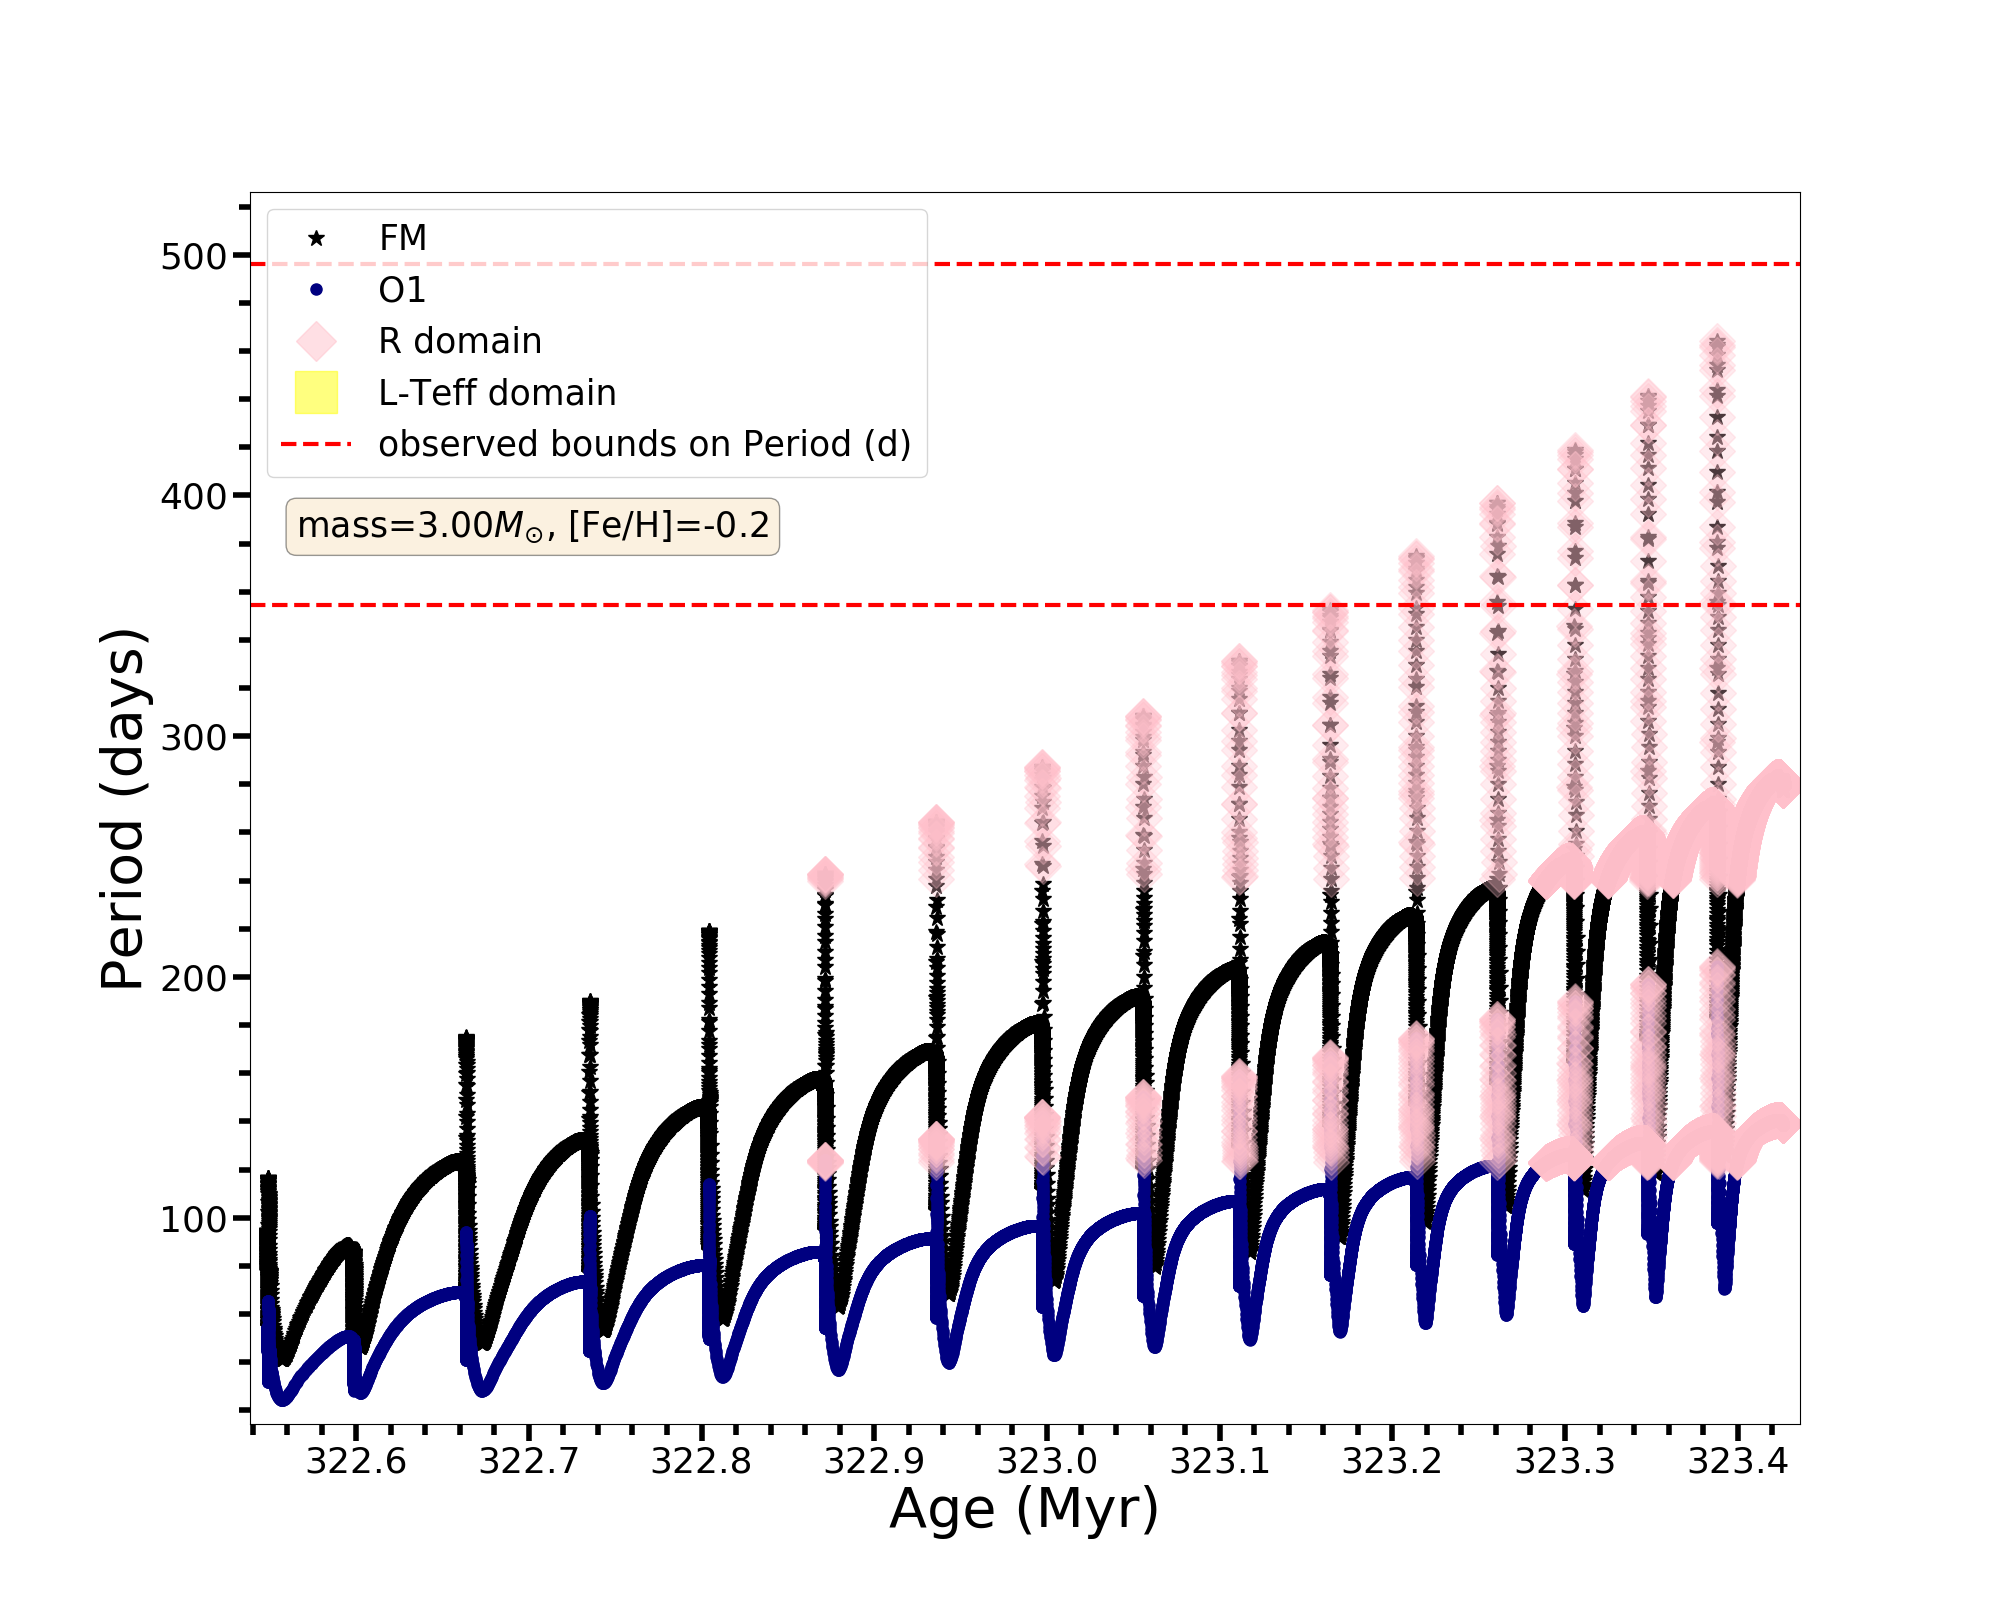 FM
O1
R domain
L-Teff domain
observed bounds on Period (d)
mass=3.00M☉, [Fe/H]=-0.2
500
400
300
200
100
Period (days)
322.6 322.7 322.8 322.9 323.0 323.1 323.2 323.3 323.4
Age (Myr)